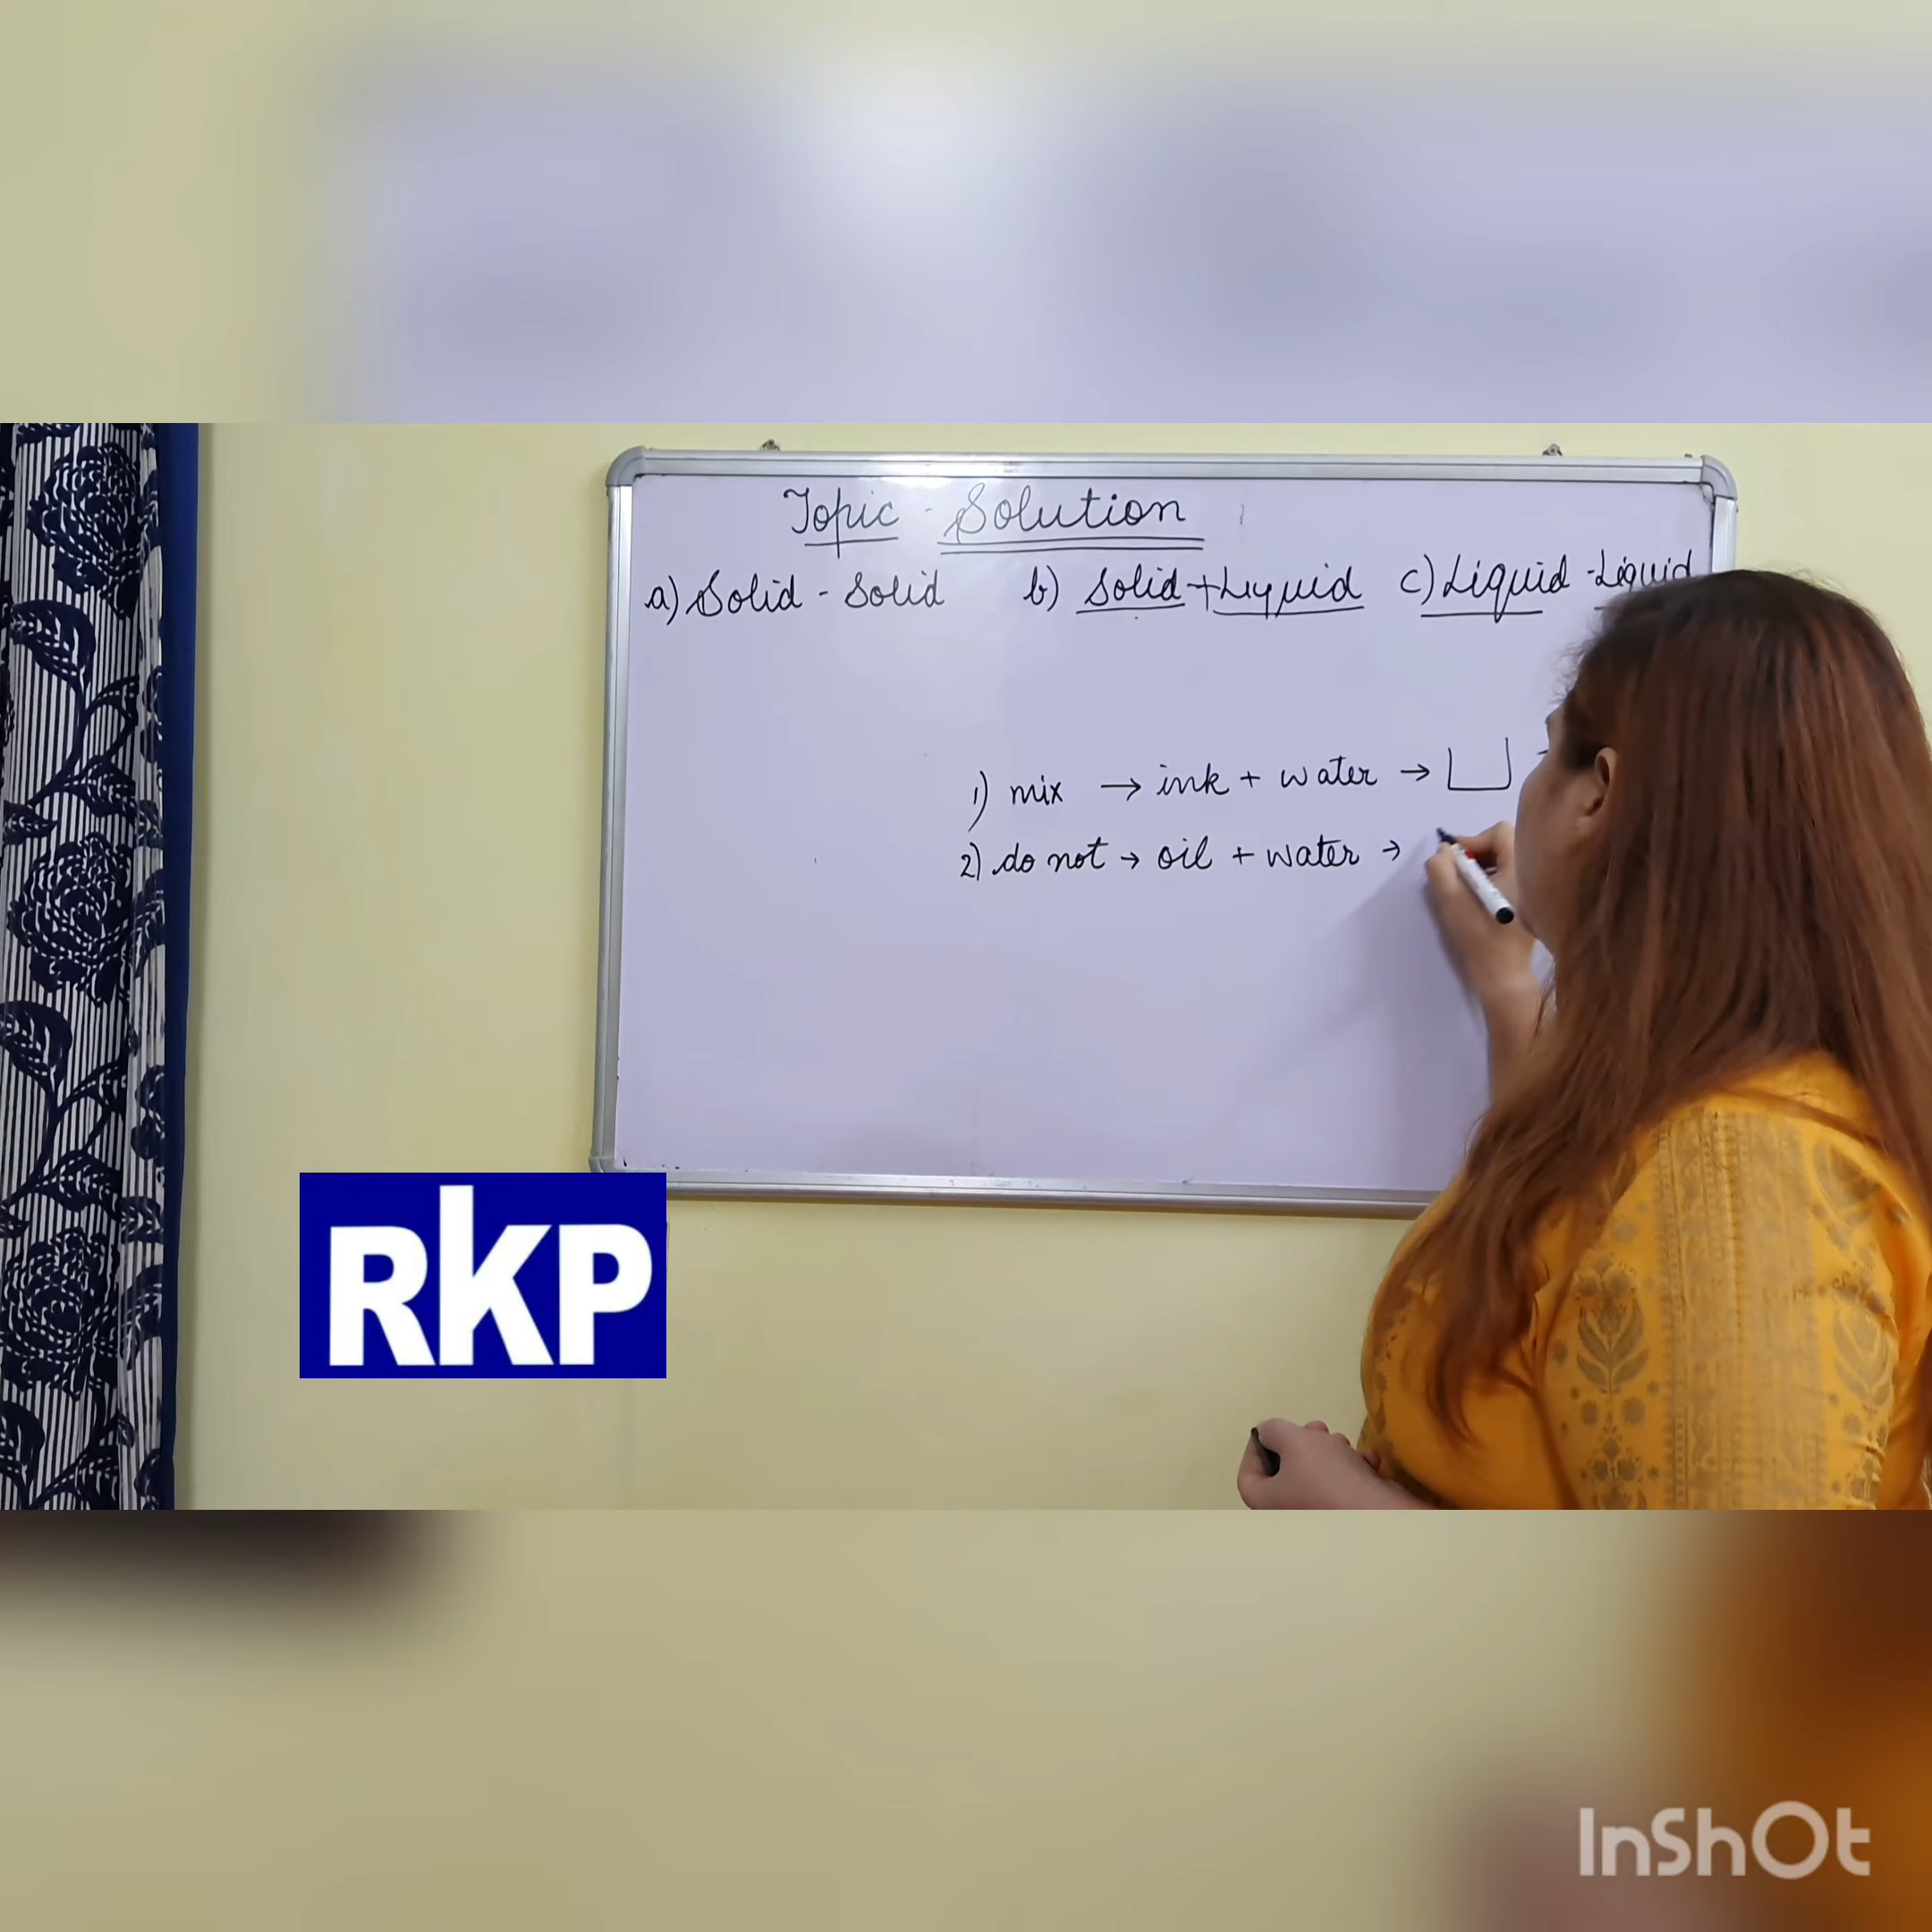 Topic - Solution
a) Solid - Solid b) Solid + Liquid c) Liquid - Liquid
1) mix → ink + water →
2) do not → oil + water →
RKP
InShOt